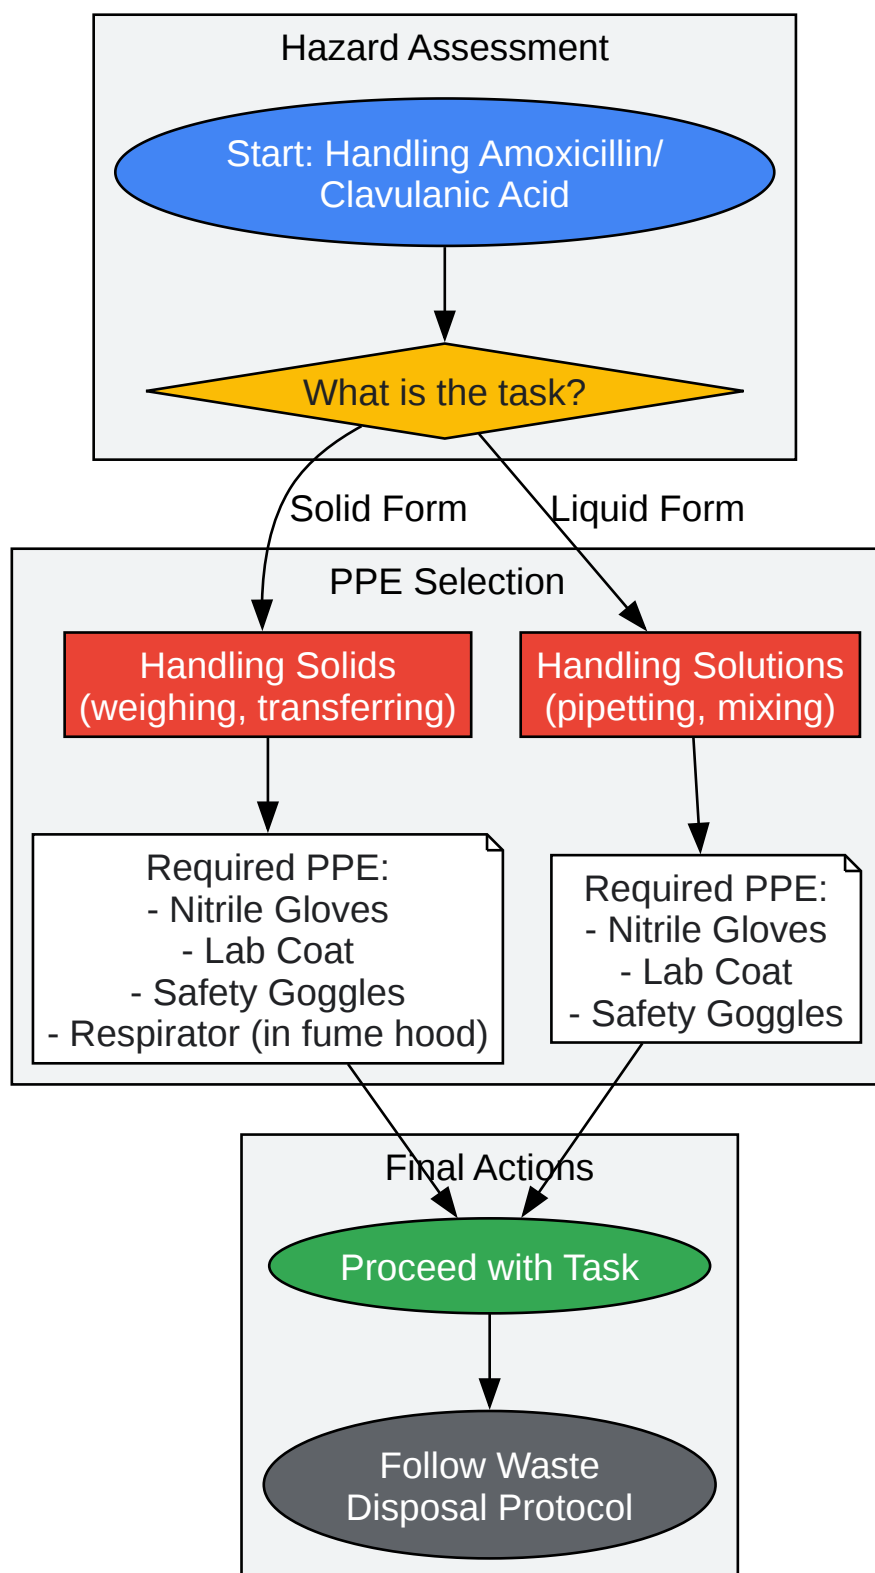 Hazard Assessment
Start: Handling Amoxicillin/
Clavulanic Acid
What is the task?
Solid Form
Liquid Form
PPE Selection
Handling Solids
(weighing, transferring)
Handling Solutions
(pipetting, mixing)
Required PPE:
- Nitrile Gloves
- Lab Coat
- Safety Goggles
- Respirator (in fume hood)
Required PPE:
- Nitrile Gloves
- Lab Coat
- Safety Goggles
Final Actions
Proceed with Task
Follow Waste
Disposal Protocol